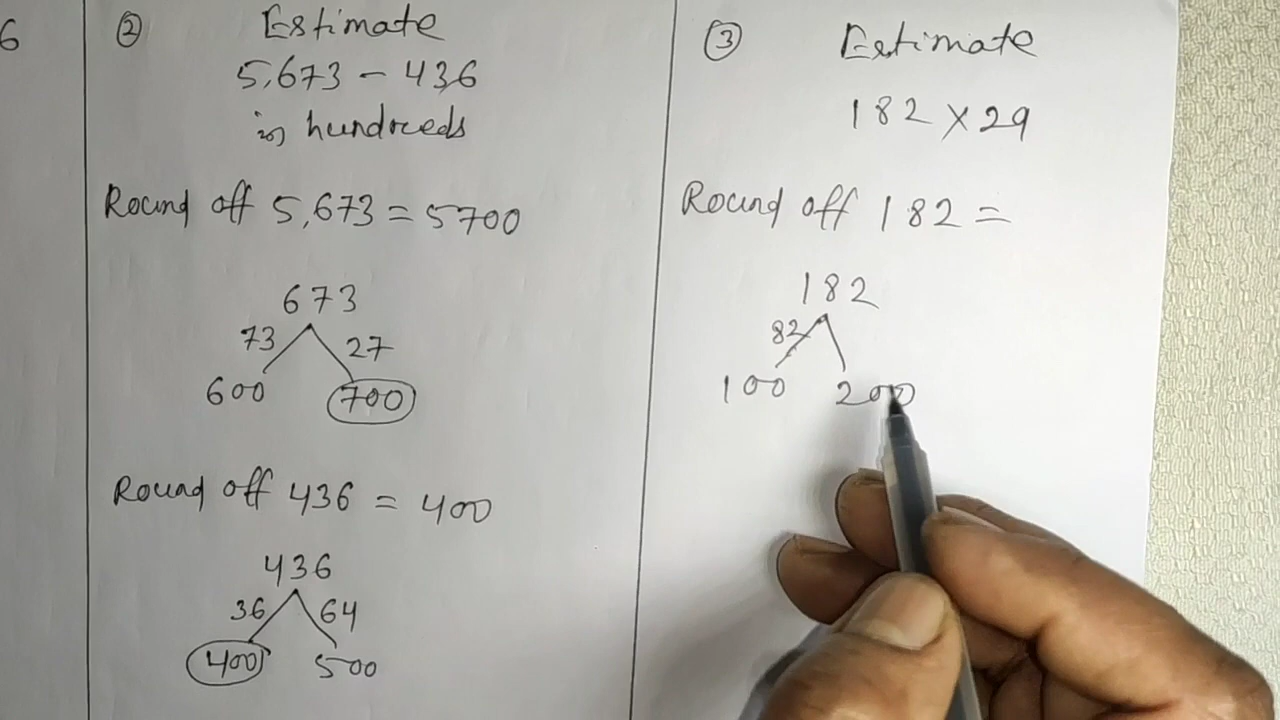 6
② Estimate
5,673 - 436
in hundreds
Round off 5,673 = 5700
673
73 27
600 700
Round off 436 = 400
436
36 64
400 500
③ Estimate
182 × 29
Round off 182 =
182
82
100 200